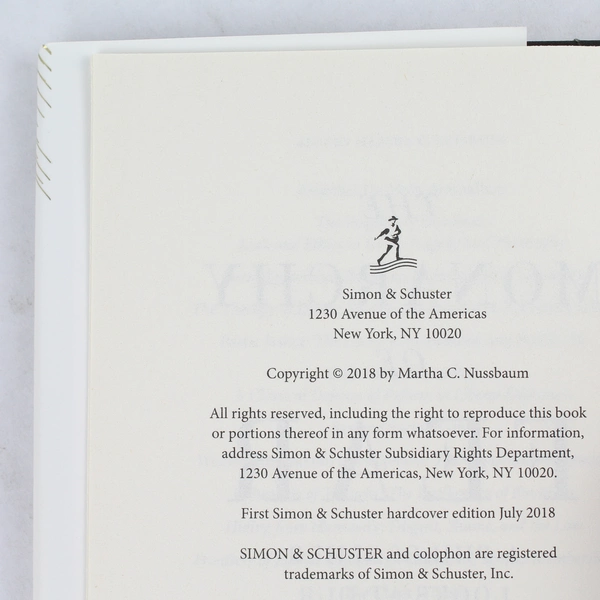 Simon & Schuster
1230 Avenue of the Americas
New York, NY 10020
Copyright © 2018 by Martha C. Nussbaum
All rights reserved, including the right to reproduce this book
or portions thereof in any form whatsoever. For information,
address Simon & Schuster Subsidiary Rights Department,
1230 Avenue of the Americas, New York, NY 10020.
First Simon & Schuster hardcover edition July 2018
SIMON & SCHUSTER and colophon are registered
trademarks of Simon & Schuster, Inc.